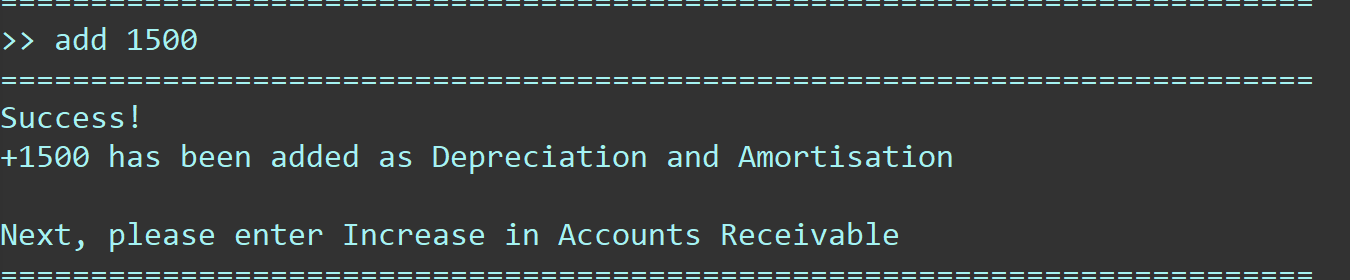 =========================================================================
>> add 1500
=========================================================================
Success!
+1500 has been added as Depreciation and Amortisation
Next, please enter Increase in Accounts Receivable
=========================================================================